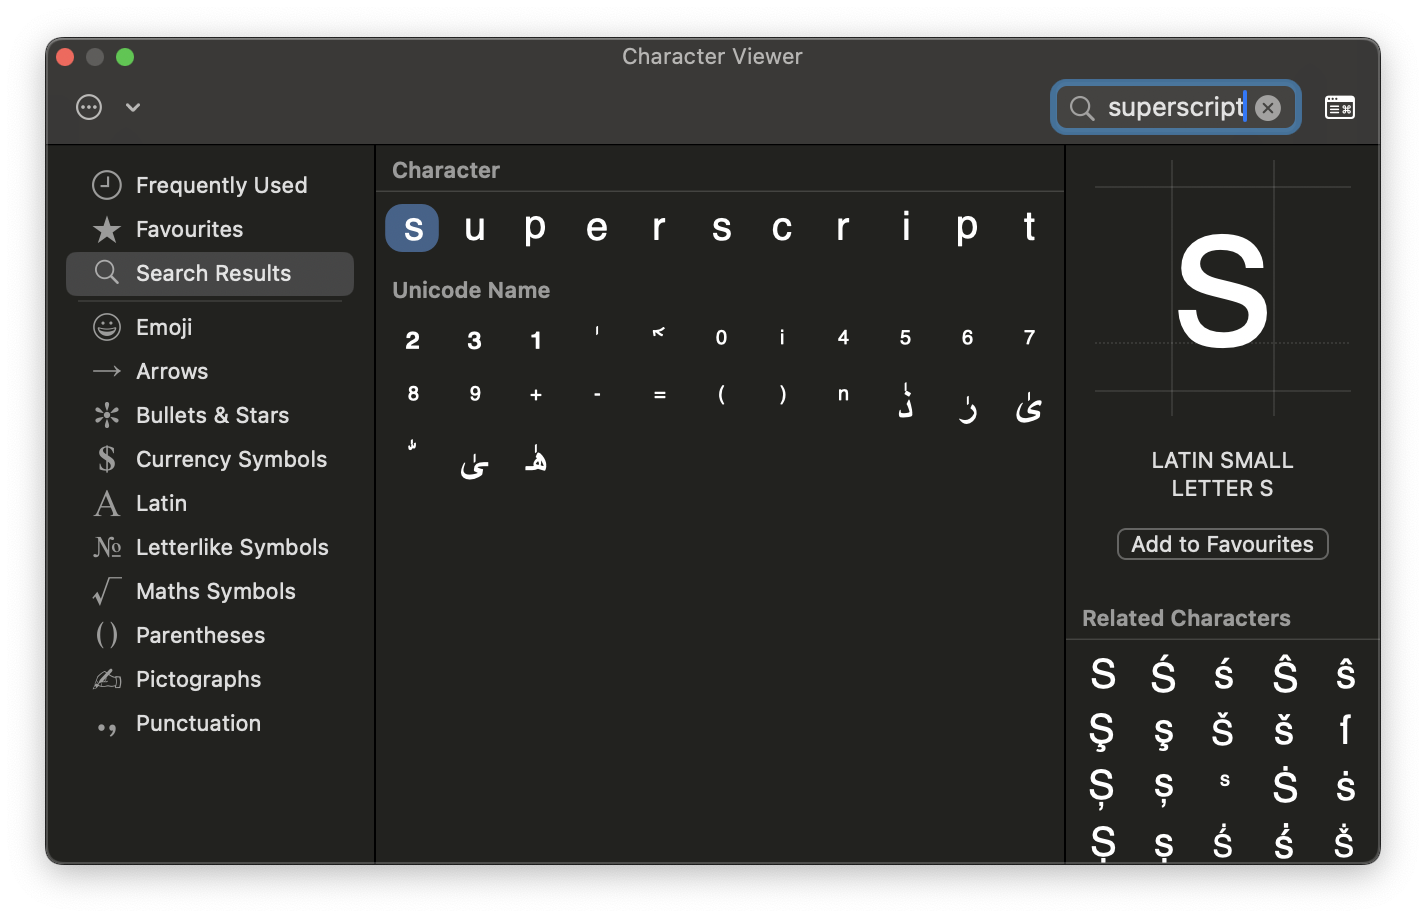 Character Viewer
superscript
Frequently Used
Favourites
Search Results
Emoji
Arrows
Bullets & Stars
Currency Symbols
Latin
Letterlike Symbols
Maths Symbols
Parentheses
Pictographs
Punctuation
Character
s u p e r s c r i p t
Unicode Name
2 3 1 ˈ 0 i 4 5 6 7
8 9 + - = ( ) n ذٰ رٰ ىٰ
ىٰ
s
LATIN SMALL
LETTER S
Add to Favourites
Related Characters
S Ś ś Ŝ ŝ
Ş ş Š š ſ
Ș ș ˢ Ṡ ṡ
Ṣ ṣ Ṥ ṥ Ṧ